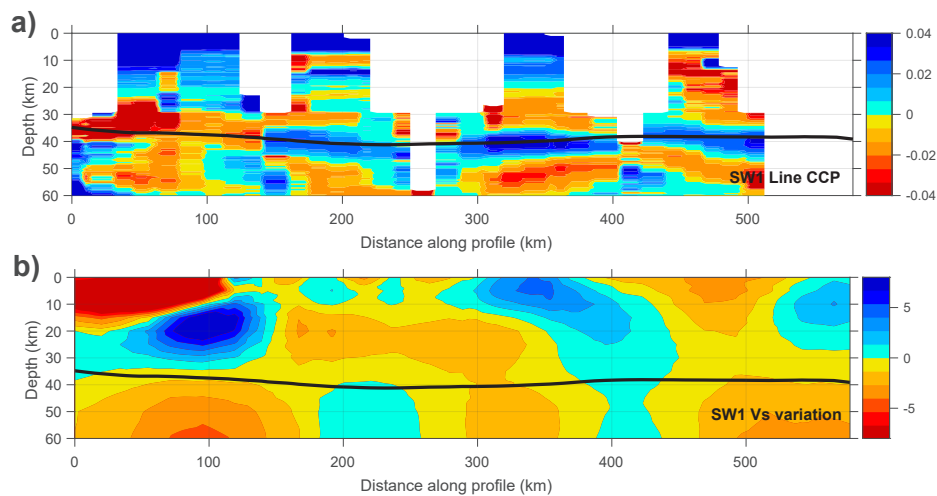 a)
0
10
20
30
40
50
60
Depth (km)
0 100 200 300 400 500
Distance along profile (km)
SW1 Line CCP
0.04
0.02
0
-0.02
-0.04
b)
0
10
20
30
40
50
60
Depth (km)
0 100 200 300 400 500
Distance along profile (km)
SW1 Vs variation
5
0
-5